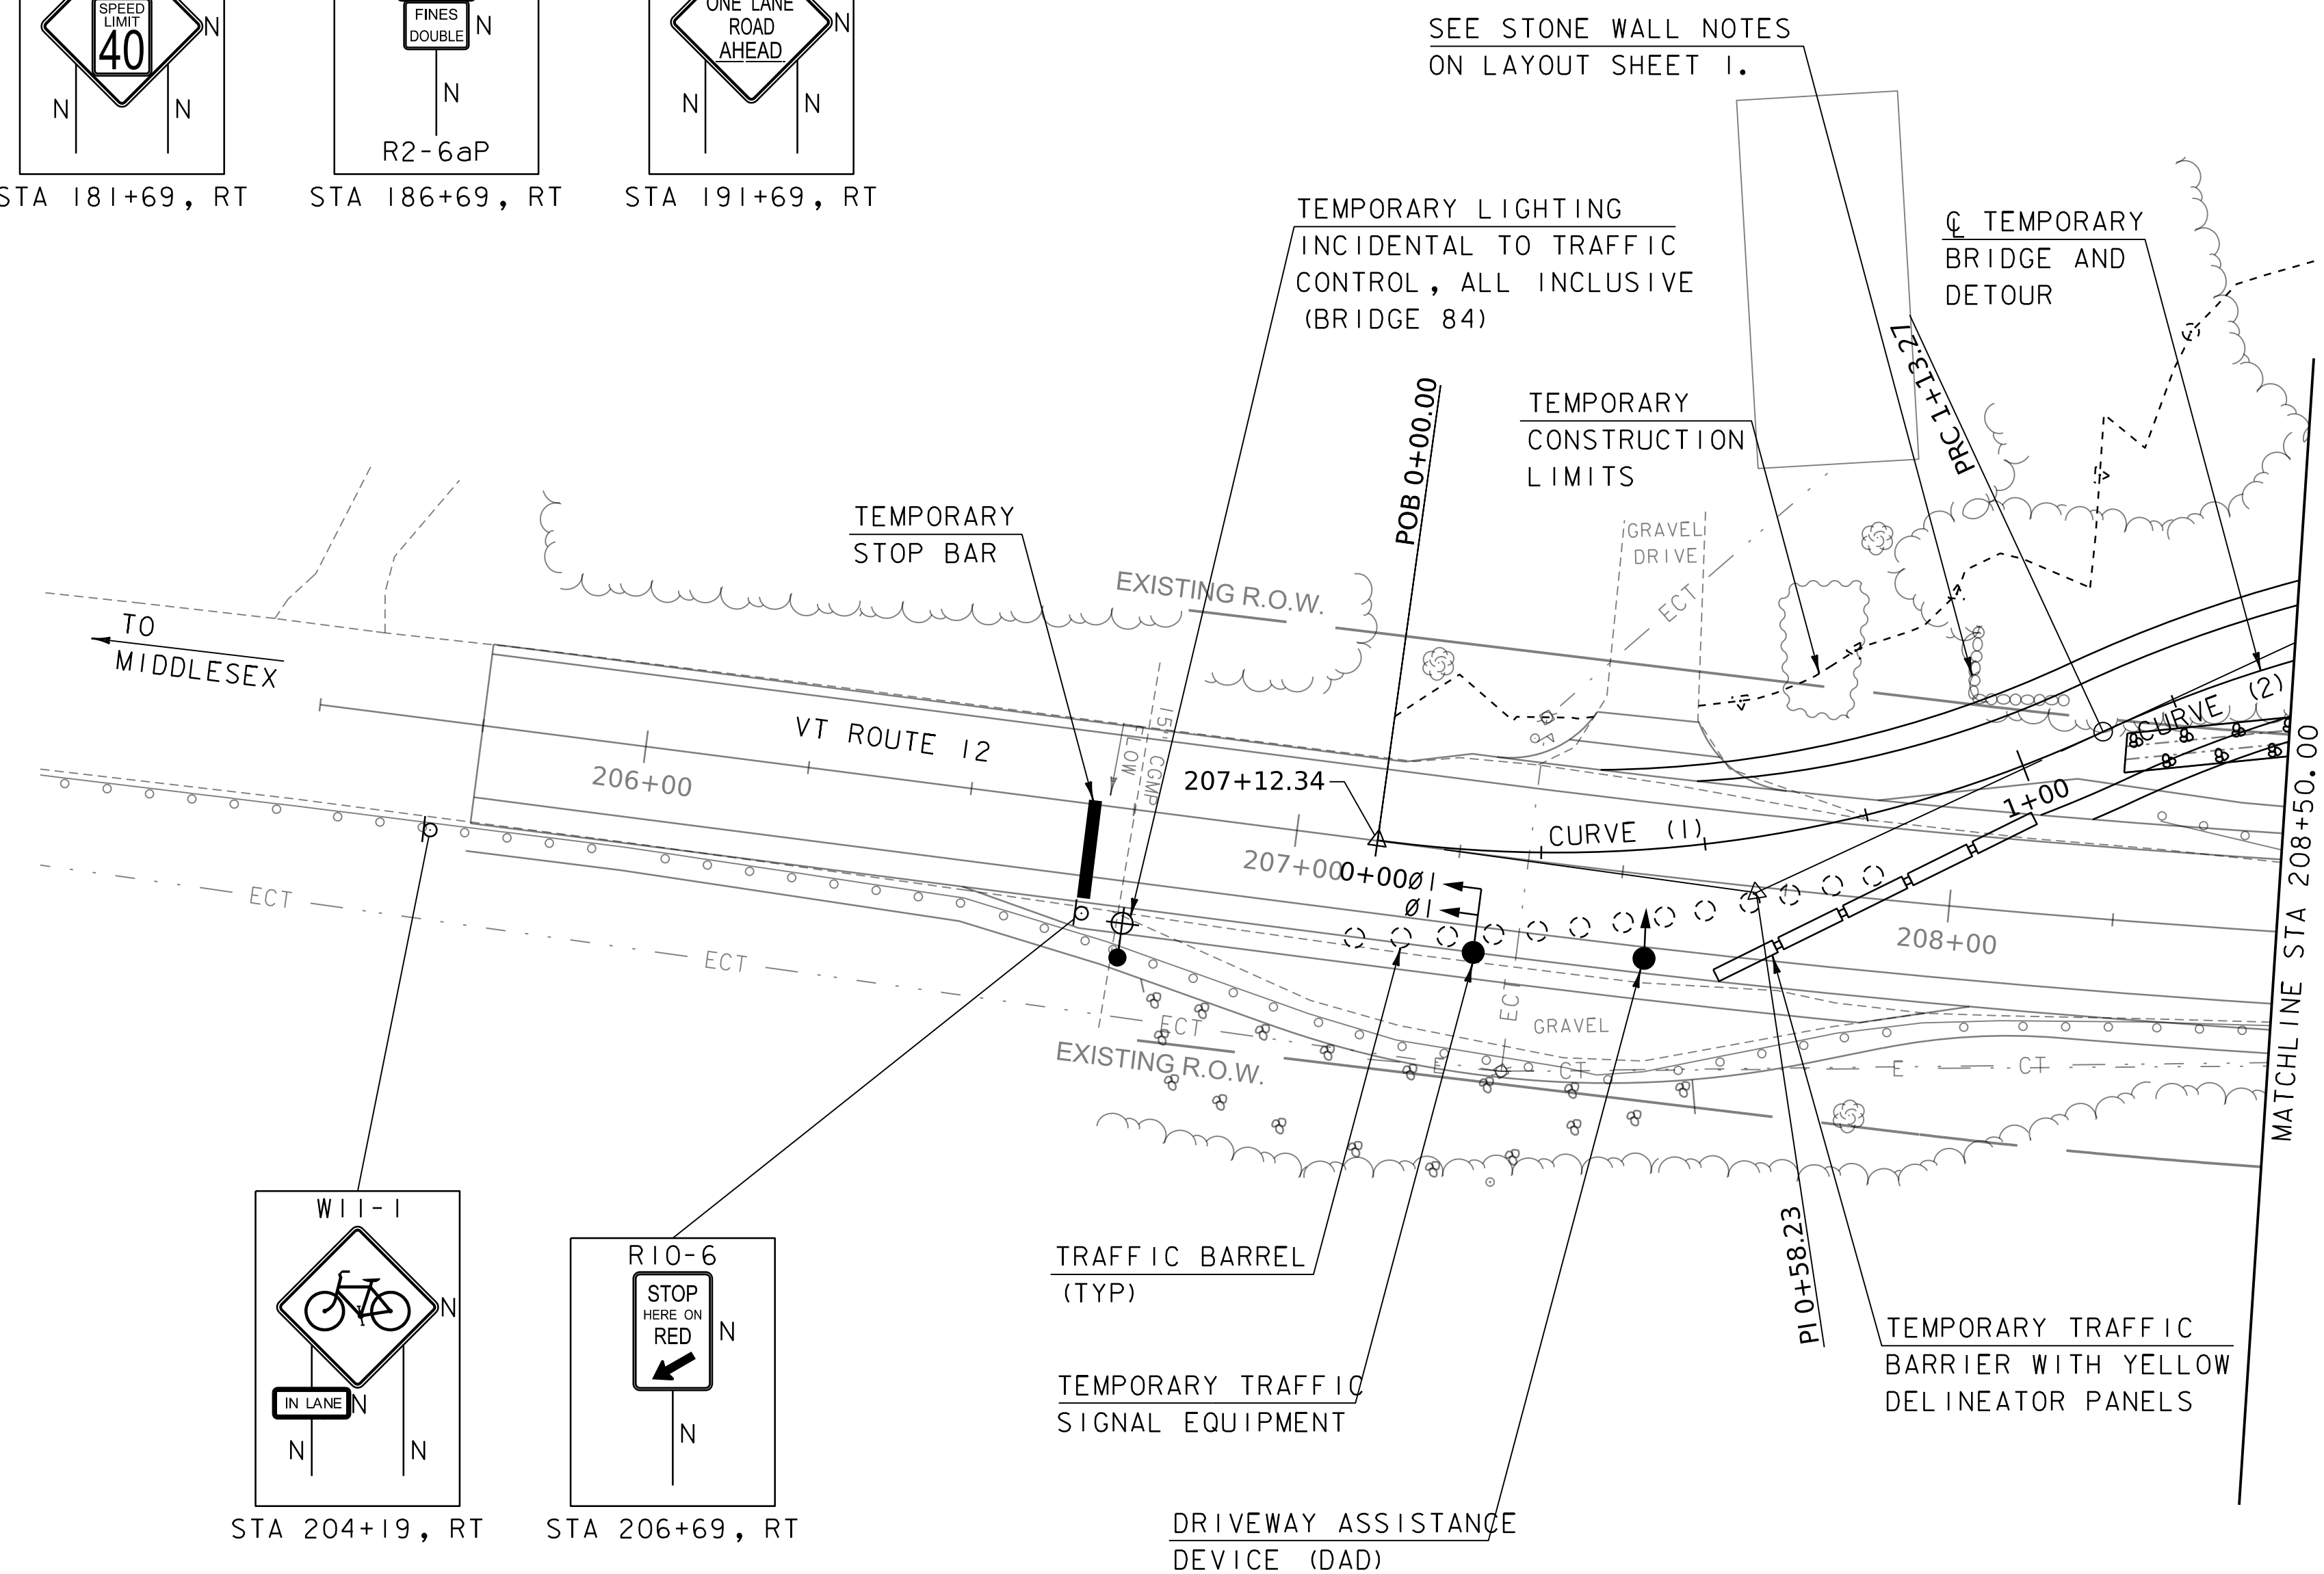 SPEED
LIMIT
40
N
N
N
STA 181+69, RT
FINES
DOUBLE
N
N
R2-6aP
STA 186+69, RT
ONE LANE
ROAD
AHEAD
N
N
N
STA 191+69, RT
SEE STONE WALL NOTES
ON LAYOUT SHEET 1.
TEMPORARY LIGHTING
INCIDENTAL TO TRAFFIC
CONTROL, ALL INCLUSIVE
(BRIDGE 84)
℄ TEMPORARY
BRIDGE AND
DETOUR
PRC 1+13.27
POB 0+00.00
TEMPORARY
CONSTRUCTION
LIMITS
TEMPORARY
STOP BAR
GRAVEL
DRIVE
ECT
EXISTING R.O.W.
TO
MIDDLESEX
VT ROUTE 12
206+00
15" CGMP
FLOW
207+12.34
CURVE (1)
CURVE (2)
1+00
207+00
0+00
Ø1
Ø1
208+00
MATCHLINE STA 208+50.00
ECT
ECT
ECT
ECT
GRAVEL
E CT
E CT
EXISTING R.O.W.
W11-1
N
IN LANE
N
N
N
STA 204+19, RT
R10-6
STOP
HERE ON
RED
N
N
STA 206+69, RT
TRAFFIC BARREL
(TYP)
TEMPORARY TRAFFIC
SIGNAL EQUIPMENT
DRIVEWAY ASSISTANCE
DEVICE (DAD)
PI 0+58.23
TEMPORARY TRAFFIC
BARRIER WITH YELLOW
DELINEATOR PANELS